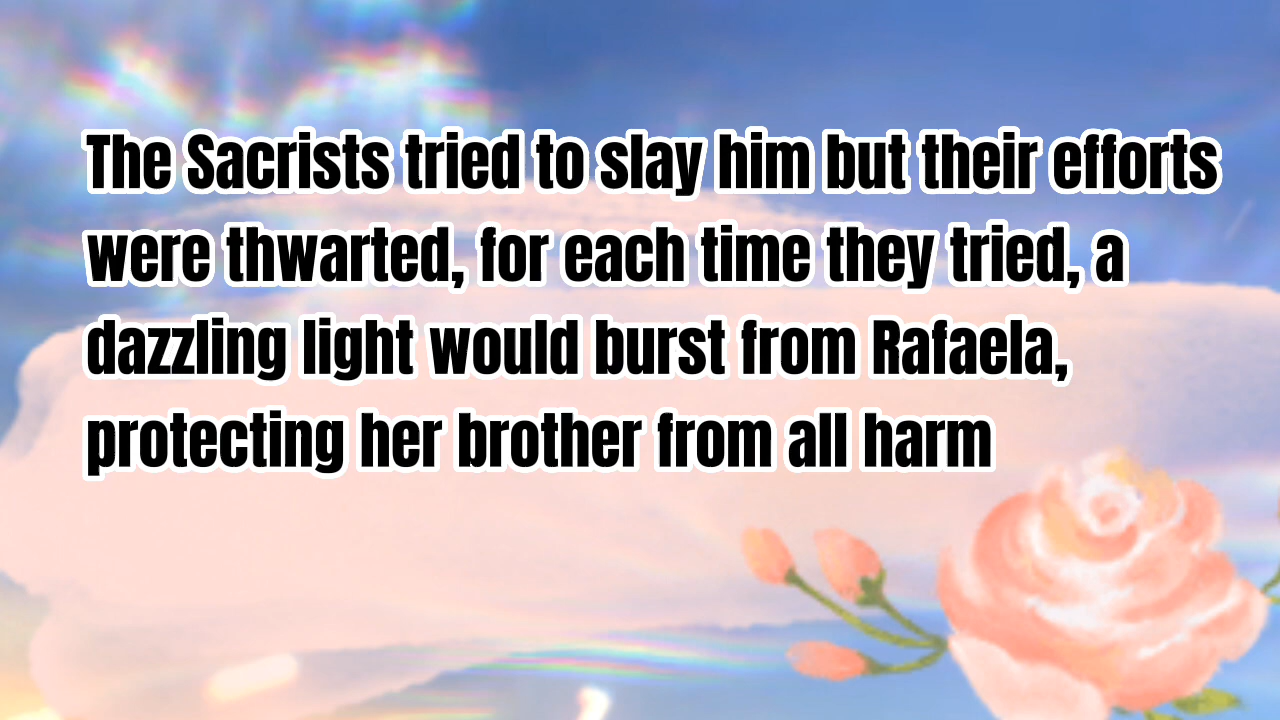 The Sacrists tried to slay him but their efforts
were thwarted, for each time they tried, a
dazzling light would burst from Rafaela,
protecting her brother from all harm